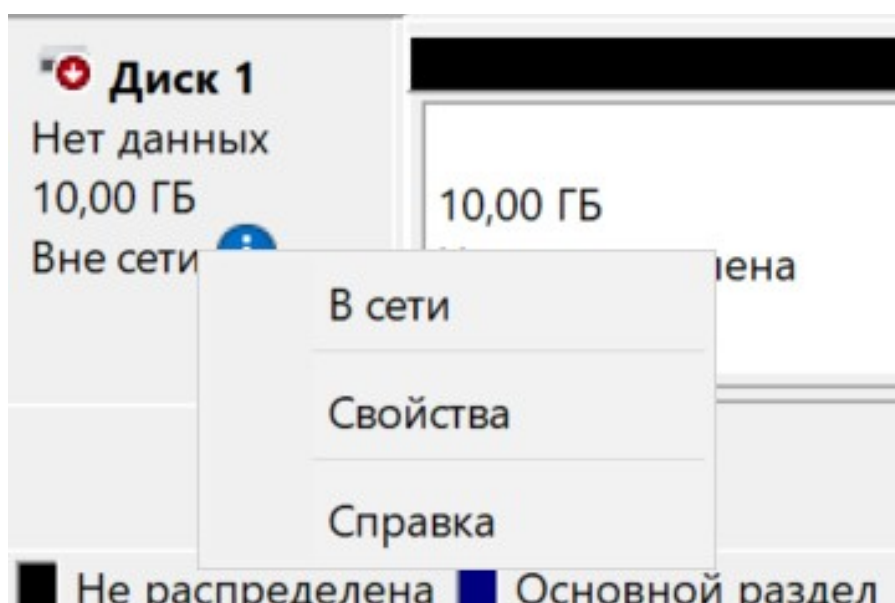 Диск 1
Нет данных
10,00 ГБ
Вне сети
10,00 ГБ
В сети
Свойства
Справка
Не распределена Основной раздел